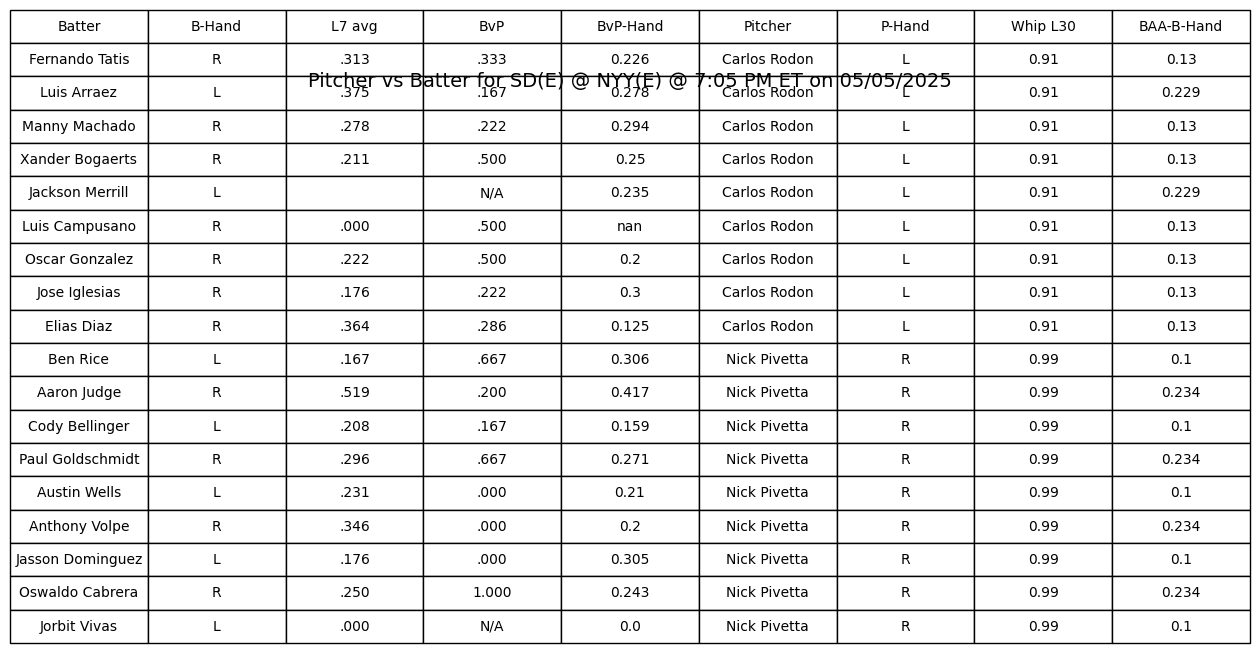 Batter B-Hand L7 avg BvP BvP-Hand Pitcher P-Hand Whip L30 BAA-B-Hand
Fernando Tatis R .313 .333 0.226 Carlos Rodon L 0.91 0.13
Pitcher vs Batter for SD(E) @ NYY(E) @ 7:05 PM ET on 05/05/2025
Luis Arraez L .375 .167 0.278 Carlos Rodon L 0.91 0.229
Manny Machado R .278 .222 0.294 Carlos Rodon L 0.91 0.13
Xander Bogaerts R .211 .500 0.25 Carlos Rodon L 0.91 0.13
Jackson Merrill L N/A 0.235 Carlos Rodon L 0.91 0.229
Luis Campusano R .000 .500 nan Carlos Rodon L 0.91 0.13
Oscar Gonzalez R .222 .500 0.2 Carlos Rodon L 0.91 0.13
Jose Iglesias R .176 .222 0.3 Carlos Rodon L 0.91 0.13
Elias Diaz R .364 .286 0.125 Carlos Rodon L 0.91 0.13
Ben Rice L .167 .667 0.306 Nick Pivetta R 0.99 0.1
Aaron Judge R .519 .200 0.417 Nick Pivetta R 0.99 0.234
Cody Bellinger L .208 .167 0.159 Nick Pivetta R 0.99 0.1
Paul Goldschmidt R .296 .667 0.271 Nick Pivetta R 0.99 0.234
Austin Wells L .231 .000 0.21 Nick Pivetta R 0.99 0.1
Anthony Volpe R .346 .000 0.2 Nick Pivetta R 0.99 0.234
Jasson Dominguez L .176 .000 0.305 Nick Pivetta R 0.99 0.1
Oswaldo Cabrera R .250 1.000 0.243 Nick Pivetta R 0.99 0.234
Jorbit Vivas L .000 N/A 0.0 Nick Pivetta R 0.99 0.1